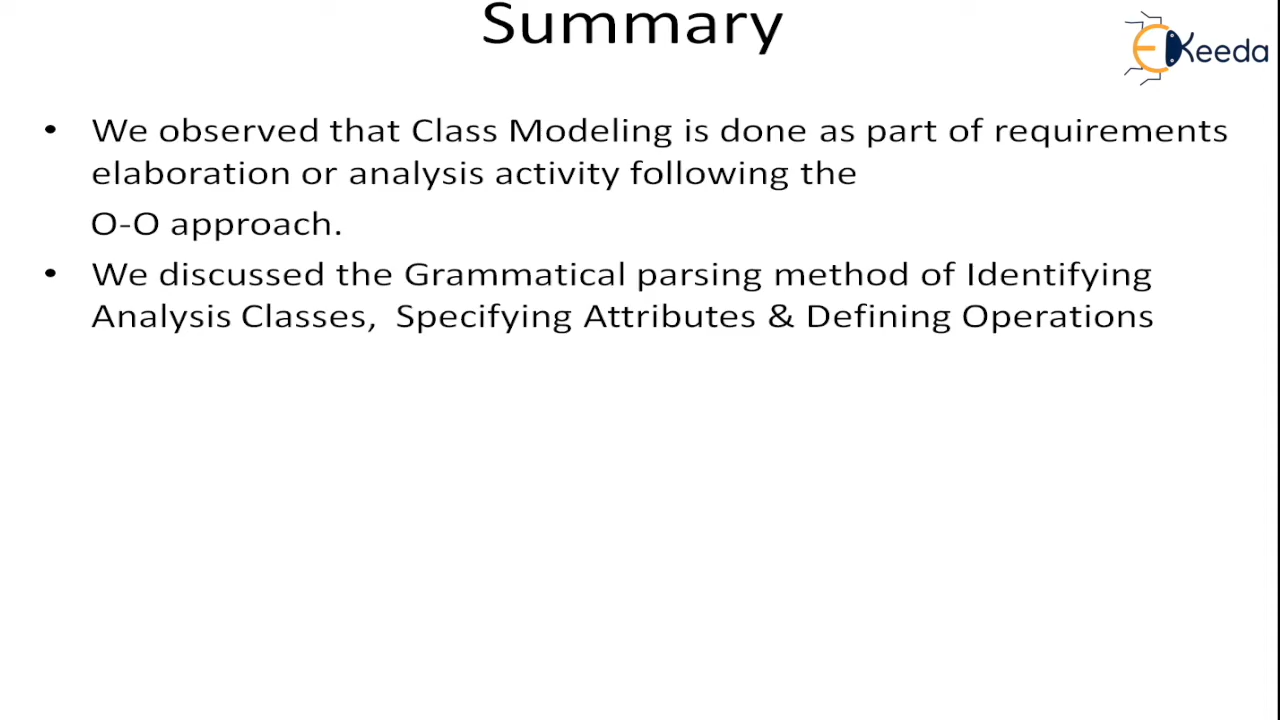 Summary
EKeeda
• We observed that Class Modeling is done as part of requirements
elaboration or analysis activity following the
O-O approach.
• We discussed the Grammatical parsing method of Identifying
Analysis Classes, Specifying Attributes & Defining Operations